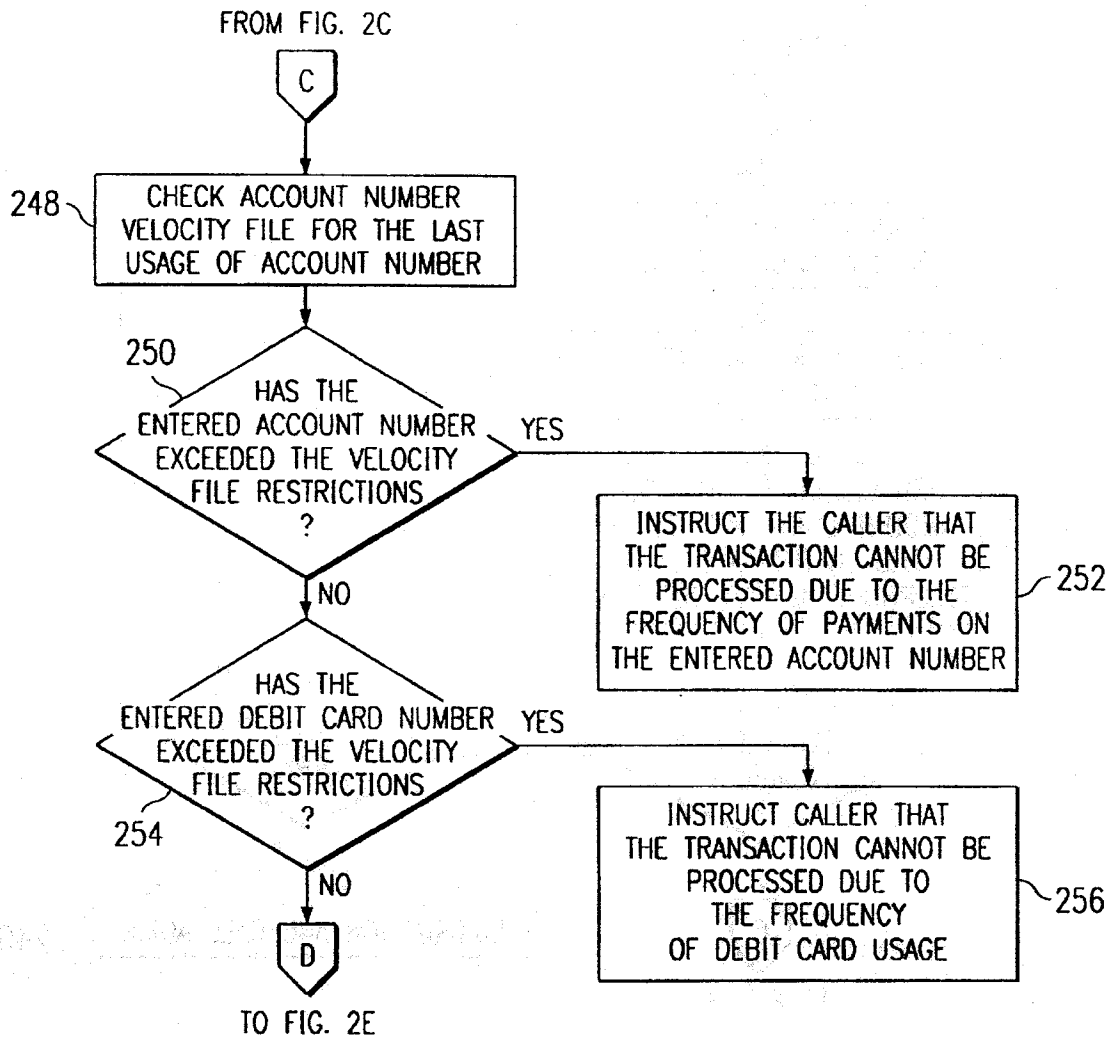 FROM FIG. 2C
C
248
CHECK ACCOUNT NUMBER
VELOCITY FILE FOR THE LAST
USAGE OF ACCOUNT NUMBER
250
HAS THE
ENTERED ACCOUNT NUMBER
EXCEEDED THE VELOCITY
FILE RESTRICTIONS
?
YES
INSTRUCT THE CALLER THAT
THE TRANSACTION CANNOT BE
PROCESSED DUE TO THE
FREQUENCY OF PAYMENTS ON
THE ENTERED ACCOUNT NUMBER
252
NO
HAS THE
ENTERED DEBIT CARD NUMBER
EXCEEDED THE VELOCITY
FILE RESTRICTIONS
?
254
YES
INSTRUCT CALLER THAT
THE TRANSACTION CANNOT BE
PROCESSED DUE TO
THE FREQUENCY
OF DEBIT CARD USAGE
256
NO
D
TO FIG. 2E